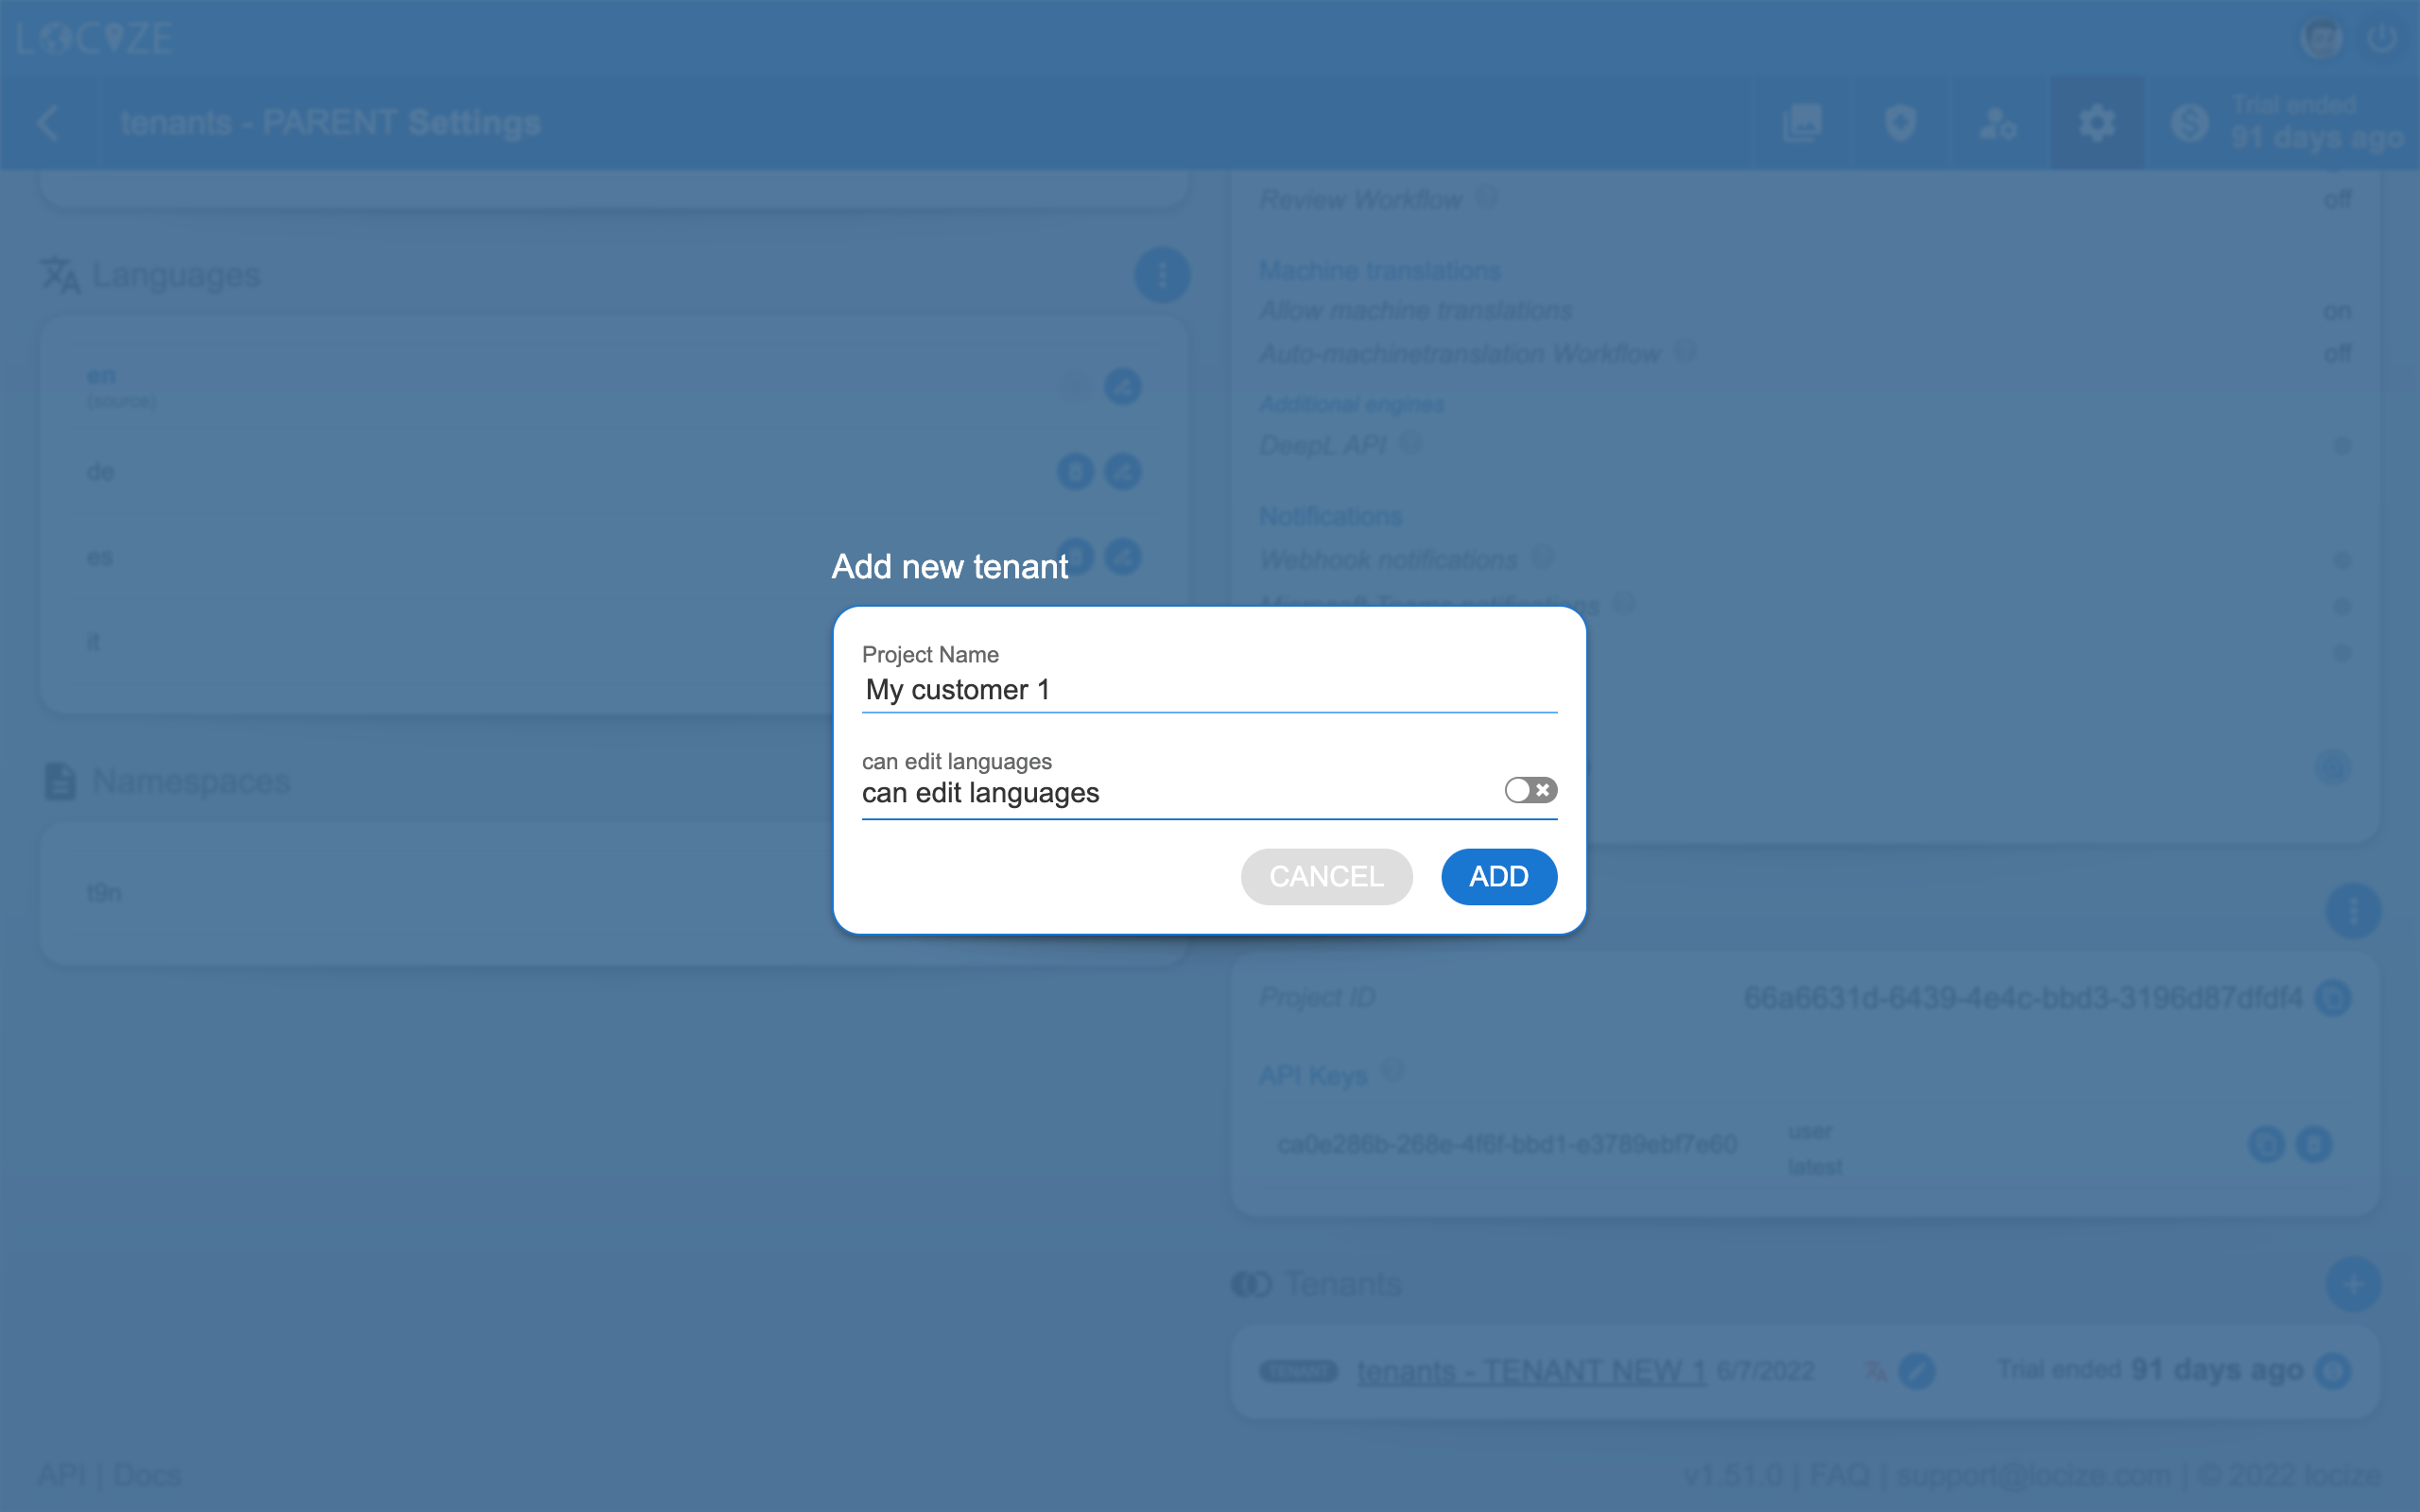 LOCIZE
tenants - PARENT Settings
Trial ended
91 days ago
Review Workflow
off
Machine translations
Allow machine translations
on
Auto-machinetranslation Workflow
off
Additional engines
DeepL API
Notifications
Webhook notifications
Microsoft Teams notifications
Languages
en
(source)
de
es
it
Namespaces
t9n
Add new tenant
Project Name
My customer 1
can edit languages
can edit languages
CANCEL
ADD
Project ID
66a6631d-6439-4e4c-bbd3-3196d87dfdf4
API Keys
ca0e286b-268e-4f6f-bbd1-e3789ebf7e60
user
latest
Tenants
TENANT
tenants - TENANT NEW 1
6/7/2022
Trial ended 91 days ago
API | Docs
v1.51.0 | FAQ | support@locize.com | © 2022 locize